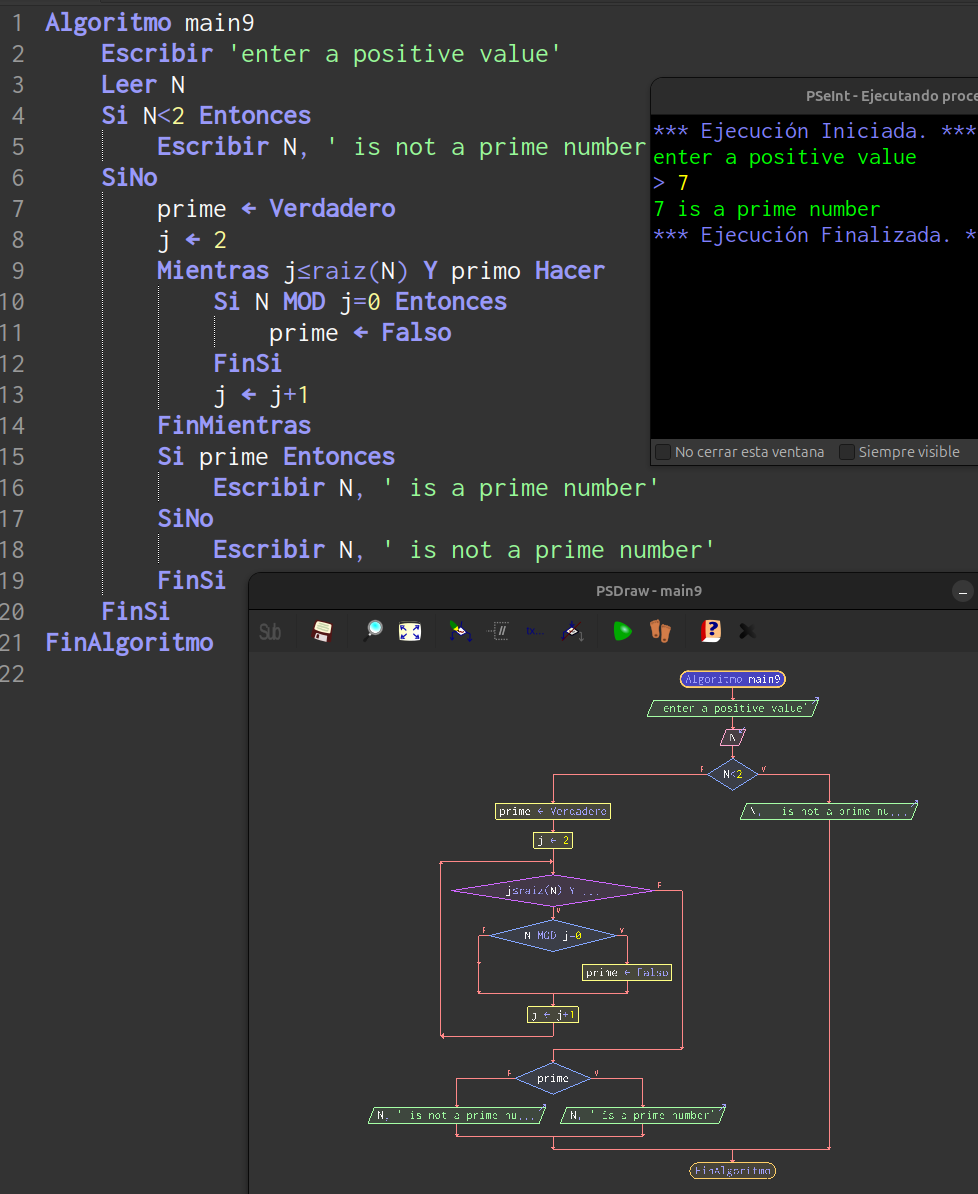 1 Algoritmo main9
2 Escribir 'enter a positive value'
3 Leer N
4 Si N<2 Entonces
5 Escribir N, ' is not a prime number
6 SiNo
7 prime ← Verdadero
8 j ← 2
9 Mientras j≤raiz(N) Y primo Hacer
10 Si N MOD j=0 Entonces
11 prime ← Falso
12 FinSi
13 j ← j+1
14 FinMientras
15 Si prime Entonces
16 Escribir N, ' is a prime number'
17 SiNo
18 Escribir N, ' is not a prime number'
19 FinSi
20 FinSi
21 FinAlgoritmo
22
PSeInt - Ejecutando proce
*** Ejecución Iniciada. ***
enter a positive value
> 7
7 is a prime number
*** Ejecución Finalizada. *
No cerrar esta ventana Siempre visible
PSDraw - main9
Sub
Algoritmo main9
enter a positive value'
N
F N<2 V
prime ← Verdadero
is not a prime nu...
j ← 2
j≤raiz(N) Y ... F
V
F N MOD j=0 V
prime ← Falso
j ← j+1
F prime V
N, ' is not a prime nu... N, ' is a prime number'
FinAlgoritmo